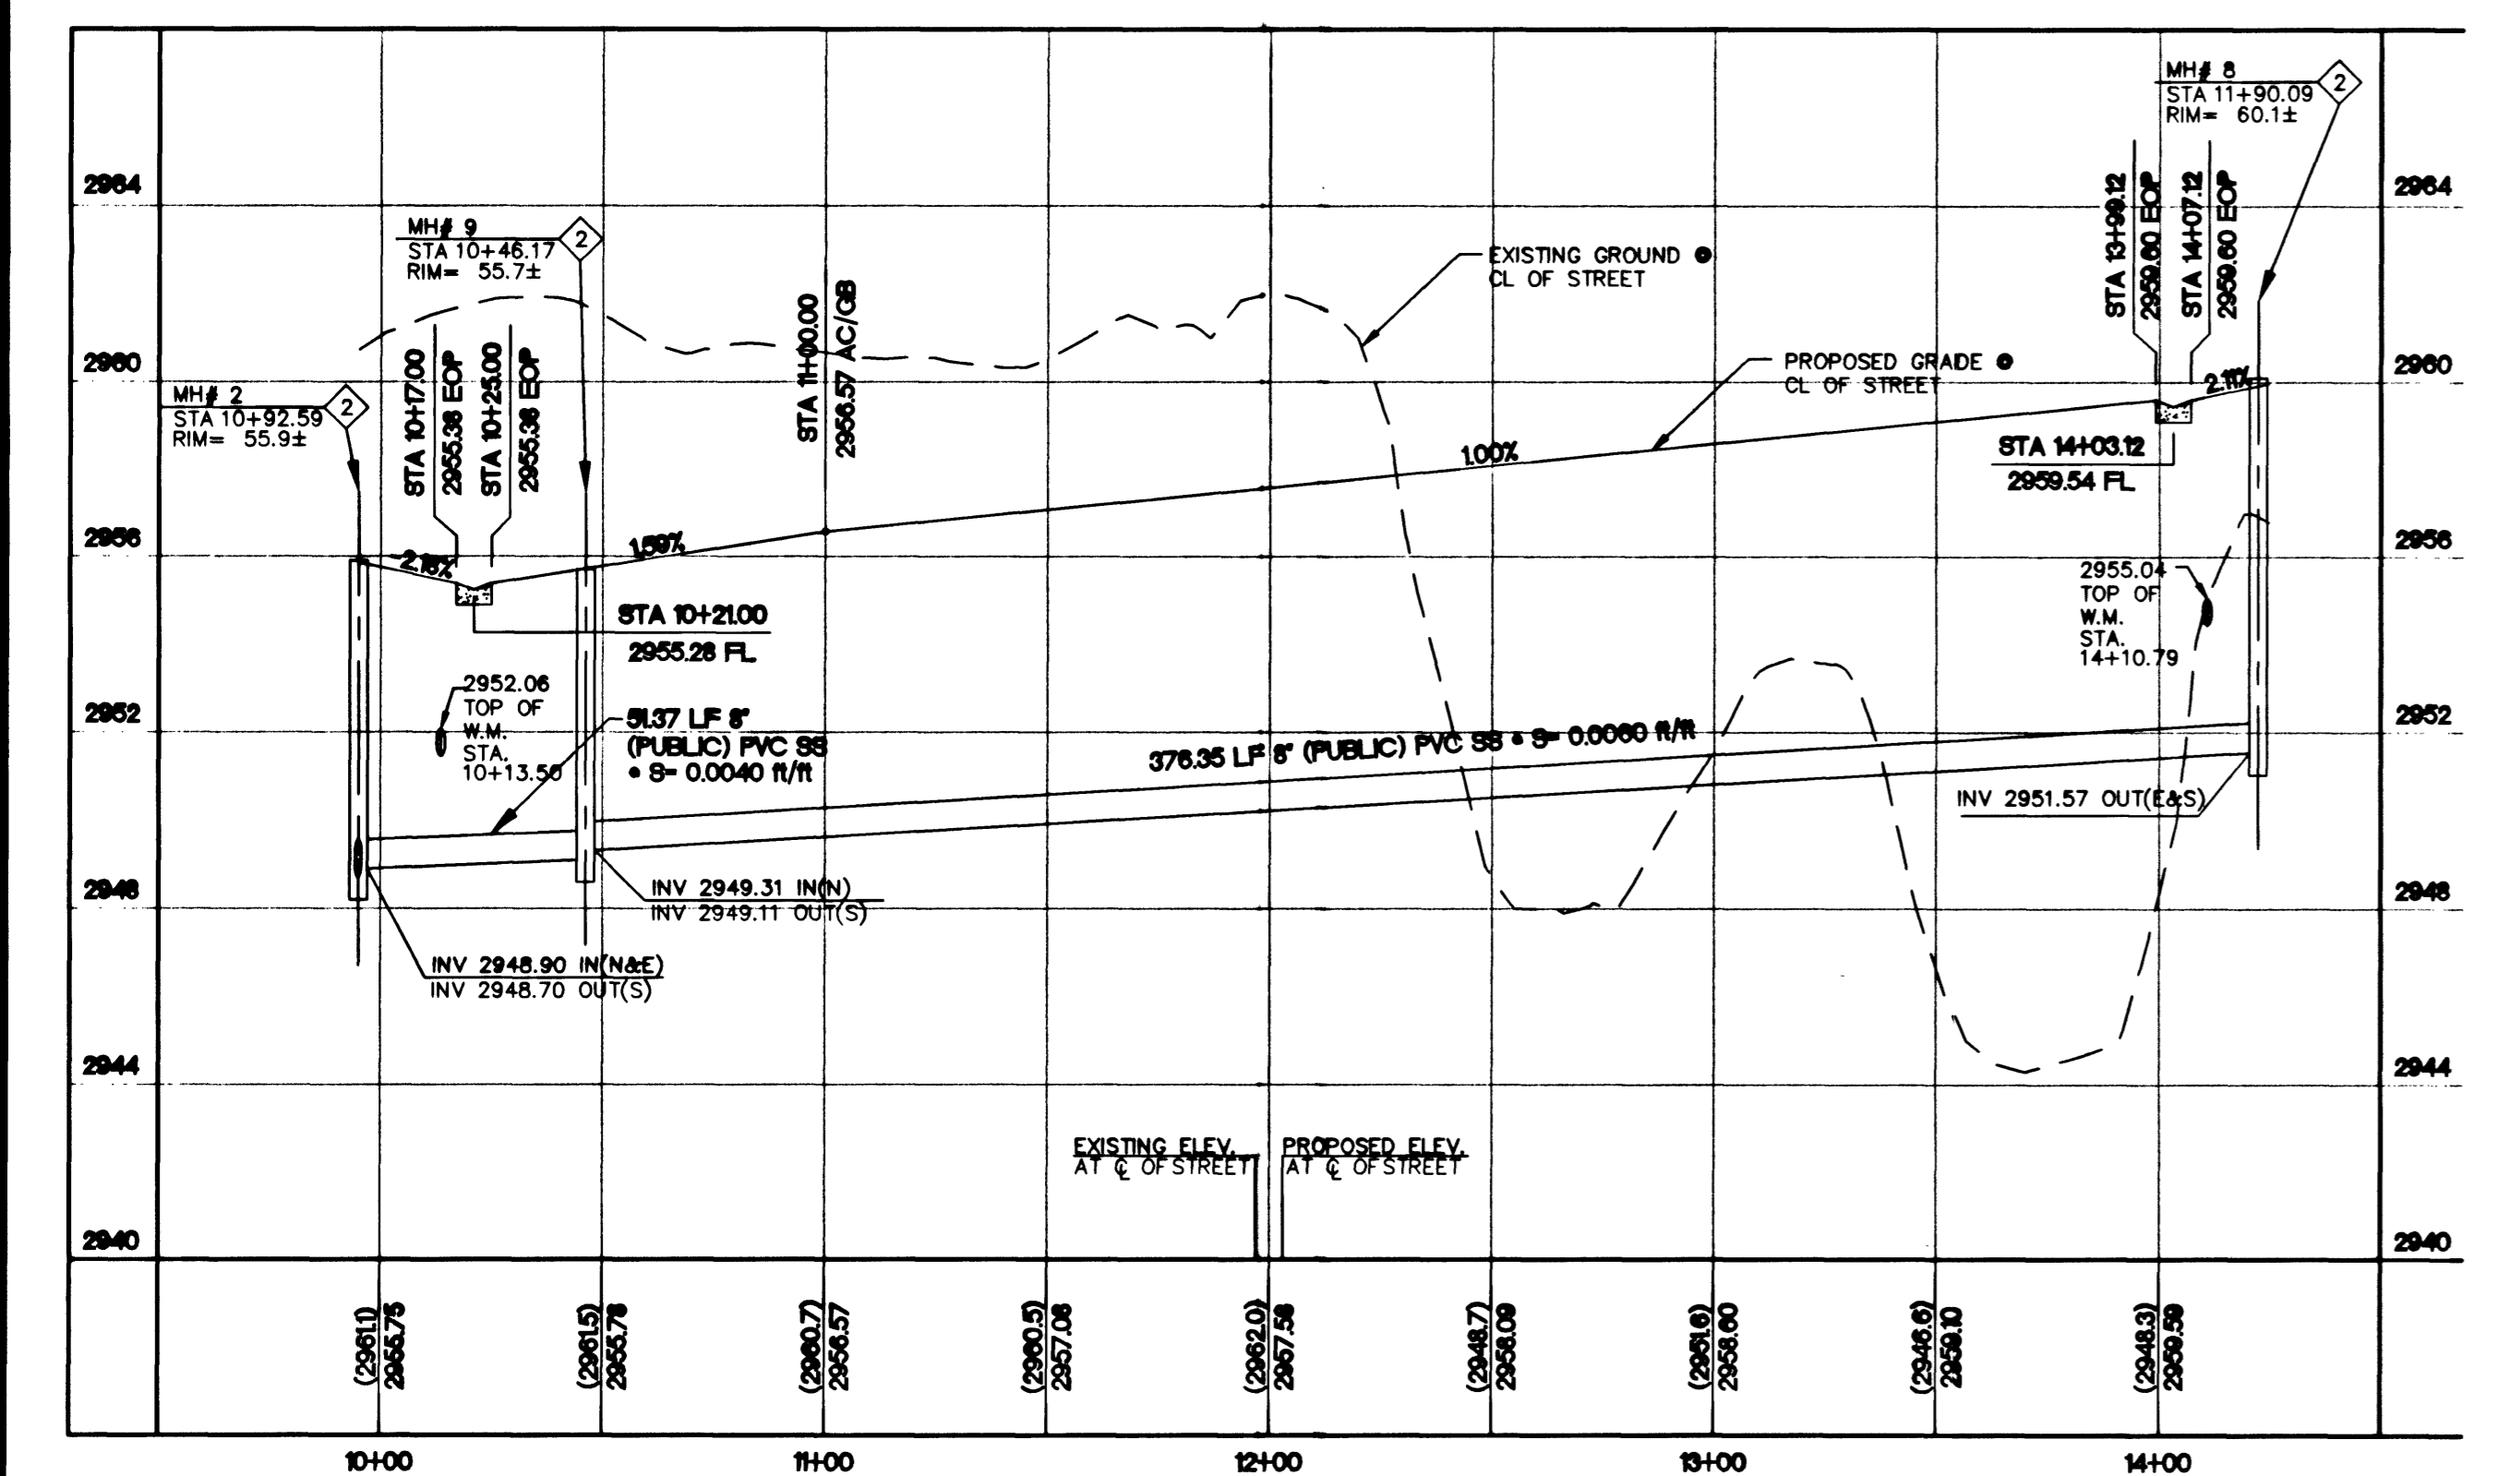 MH# 8
2
STA 11+90.09
RIM= 60.1±
2964
2964
MH# 9
2
STA 10+46.17
RIM= 55.7±
STA 13+99.12
2959.60 EOP
STA 14+07.12
2959.60 EOP
EXISTING GROUND @
CL OF STREET
STA 11+00.00
2956.57 AC/GB
2960
2960
PROPOSED GRADE @
CL OF STREET
MH# 2
2
STA 10+92.59
RIM= 55.9±
STA 10+17.00
2955.38 EOP
STA 10+25.00
2955.38 EOP
2.11%
1.00%
STA 14+03.12
2959.54 FL
2956
2956
1.59%
2955.04
TOP OF
W.M.
STA.
14+10.79
STA 10+21.00
2955.28 FL
2952.06
TOP OF
W.M.
STA.
10+13.50
2952
2952
51.37 LF 8"
(PUBLIC) PVC SS
@ S= 0.0040 ft/ft
376.35 LF 8" (PUBLIC) PVC SS @ S= 0.0060 ft/ft
INV 2951.57 OUT(E&S)
2948
2948
INV 2949.31 IN(N)
INV 2949.11 OUT(S)
INV 2948.90 IN(N&E)
INV 2948.70 OUT(S)
2944
2944
EXISTING ELEV.
AT ℄ OF STREET
PROPOSED ELEV.
AT ℄ OF STREET
2940
2940
(2961.1)
2955.75
(2961.5)
2955.78
(2960.7)
2956.57
(2960.5)
2957.08
(2962.0)
2957.58
(2948.7)
2958.09
(2951.6)
2958.60
(2946.6)
2959.10
(2948.3)
2959.59
10+00
11+00
12+00
13+00
14+00